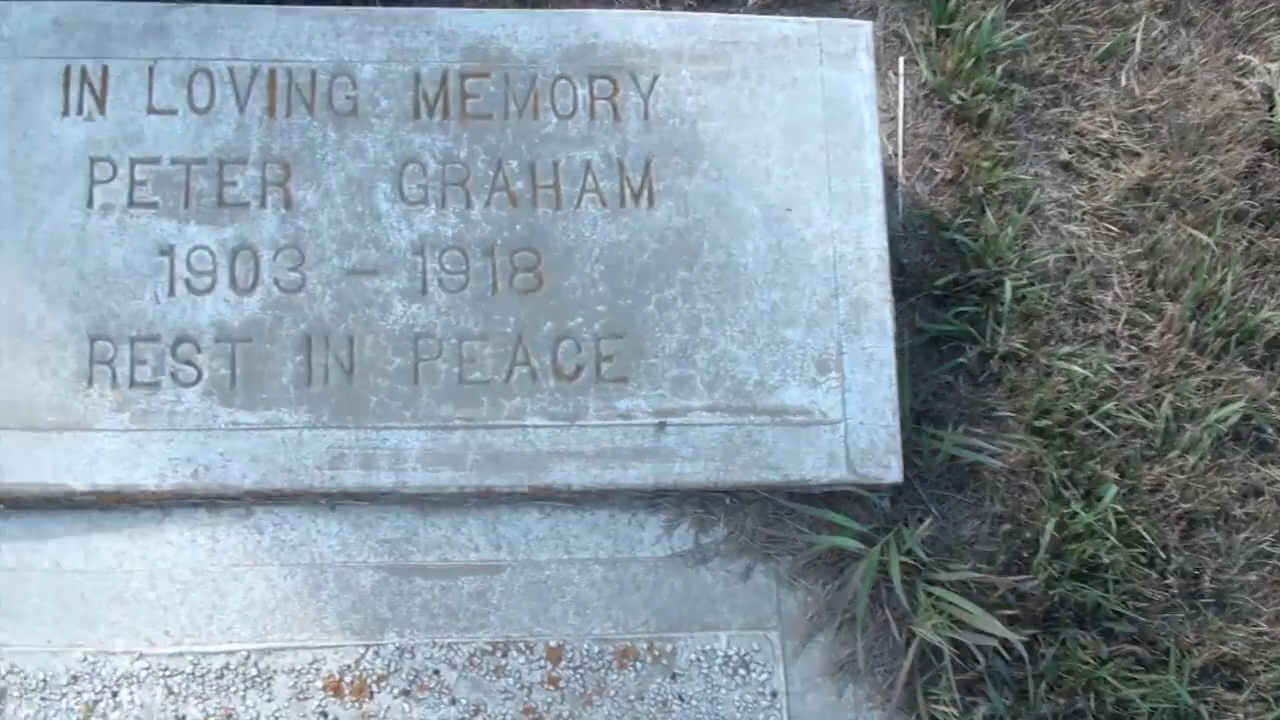 IN LOVING MEMORY
PETER GRAHAM
1903 - 1918
REST IN PEACE